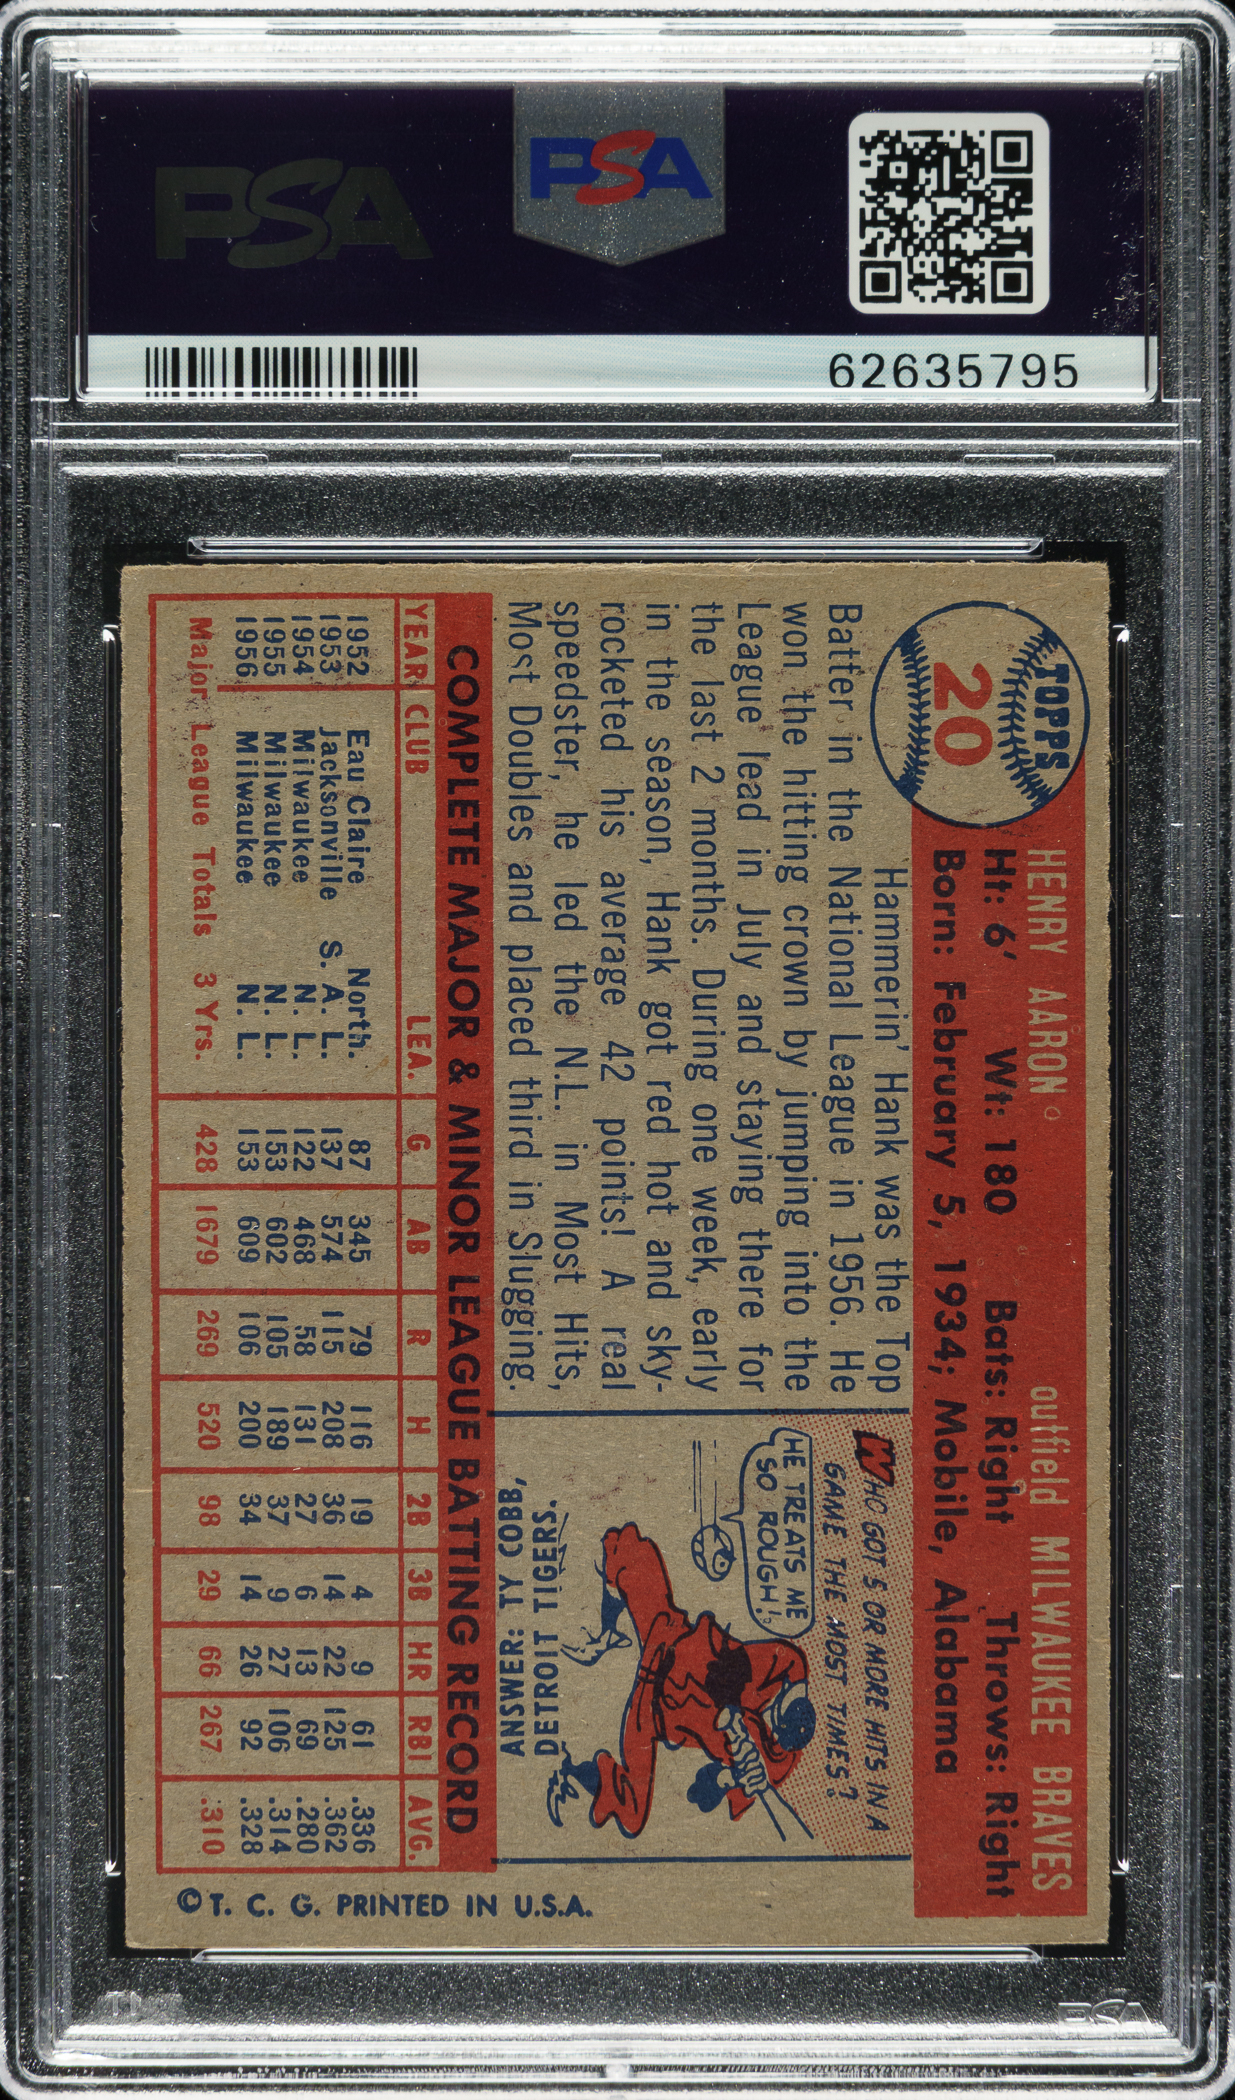 PSA
PSA
62635795
TOPPS
20
HENRY AARON outfield MILWAUKEE BRAVES
Ht: 6' Wt: 180 Bats: Right Throws: Right
Born: February 5, 1934; Mobile, Alabama
Hammerin' Hank was the Top
Batter in the National League in 1956. He
won the hitting crown by jumping into the
League lead in July and staying there for
the last 2 months. During one week, early
in the season, Hank got red hot and sky-
rocketed his average 42 points! A real
speedster, he led the N.L. in Most Hits,
Most Doubles and placed third in Slugging.
WHO GOT 5 OR MORE HITS IN A
GAME THE MOST TIMES?
HE TREATS ME
SO ROUGH!
ANSWER: TY COBB,
DETROIT TIGERS.
COMPLETE MAJOR & MINOR LEAGUE BATTING RECORD
YEAR CLUB LEA. G AB R H 2B 3B HR RBI AVG.
1952 Eau Claire North. 87 345 79 116 19 4 9 61 .336
1953 Jacksonville S. A. L. 137 574 115 208 36 14 22 125 .362
1954 Milwaukee N. L. 122 468 58 131 27 6 13 69 .280
1955 Milwaukee N. L. 153 602 105 189 37 9 27 106 .314
1956 Milwaukee N. L. 153 609 106 200 34 14 26 92 .328
Major League Totals 3 Yrs. 428 1679 269 520 98 29 66 267 .310
© T. C. G. PRINTED IN U.S.A.
PSA